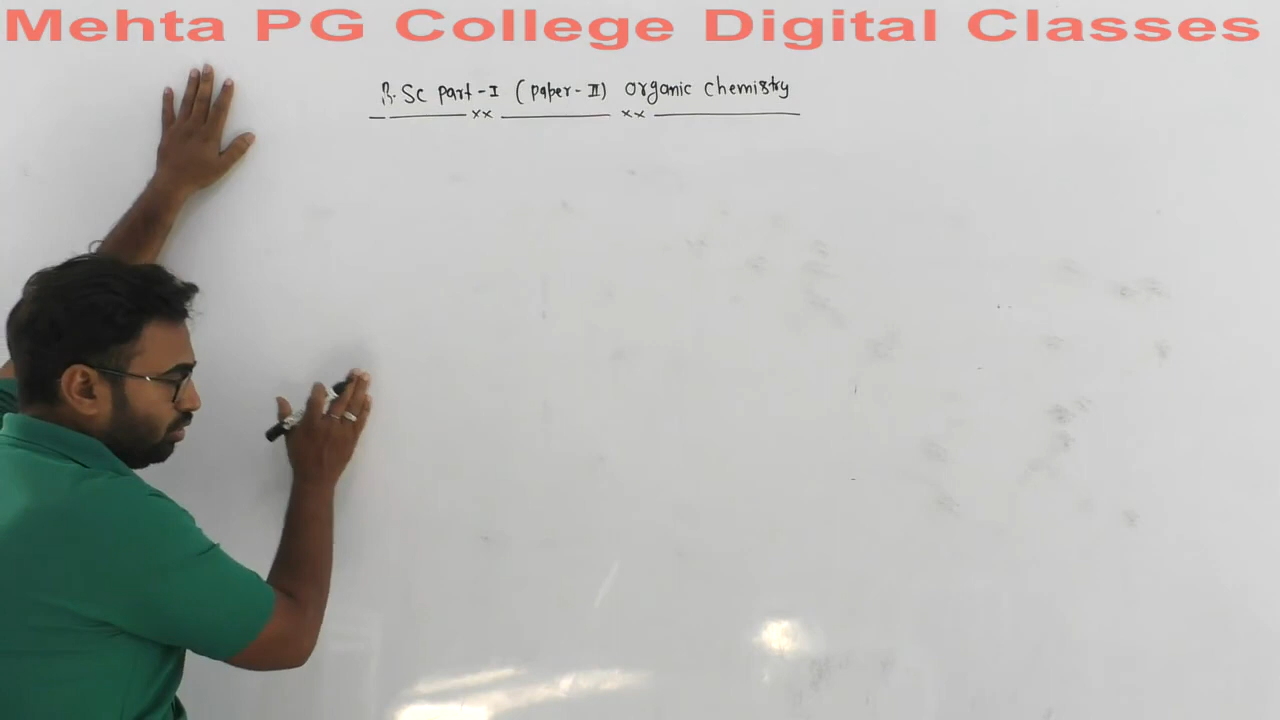 Mehta PG College Digital Classes
B.Sc part-I (paper-II) organic chemistry
xx xx